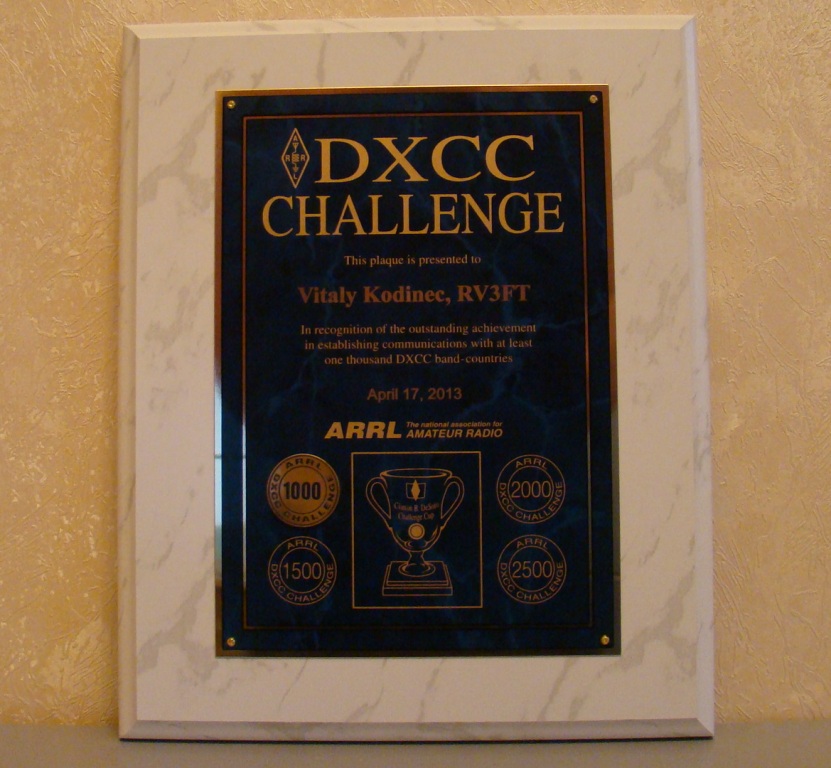 DXCC
CHALLENGE
This plaque is presented to
Vitaly Kodinec, RV3FT
In recognition of the outstanding achievement
in establishing communications with at least
one thousand DXCC band-countries
April 17, 2013
ARRL The national association for
AMATEUR RADIO
ARRL
1000
DXCC CHALLENGE
ARRL
1500
DXCC CHALLENGE
Challenge Cup
ARRL
2000
DXCC CHALLENGE
ARRL
2500
DXCC CHALLENGE